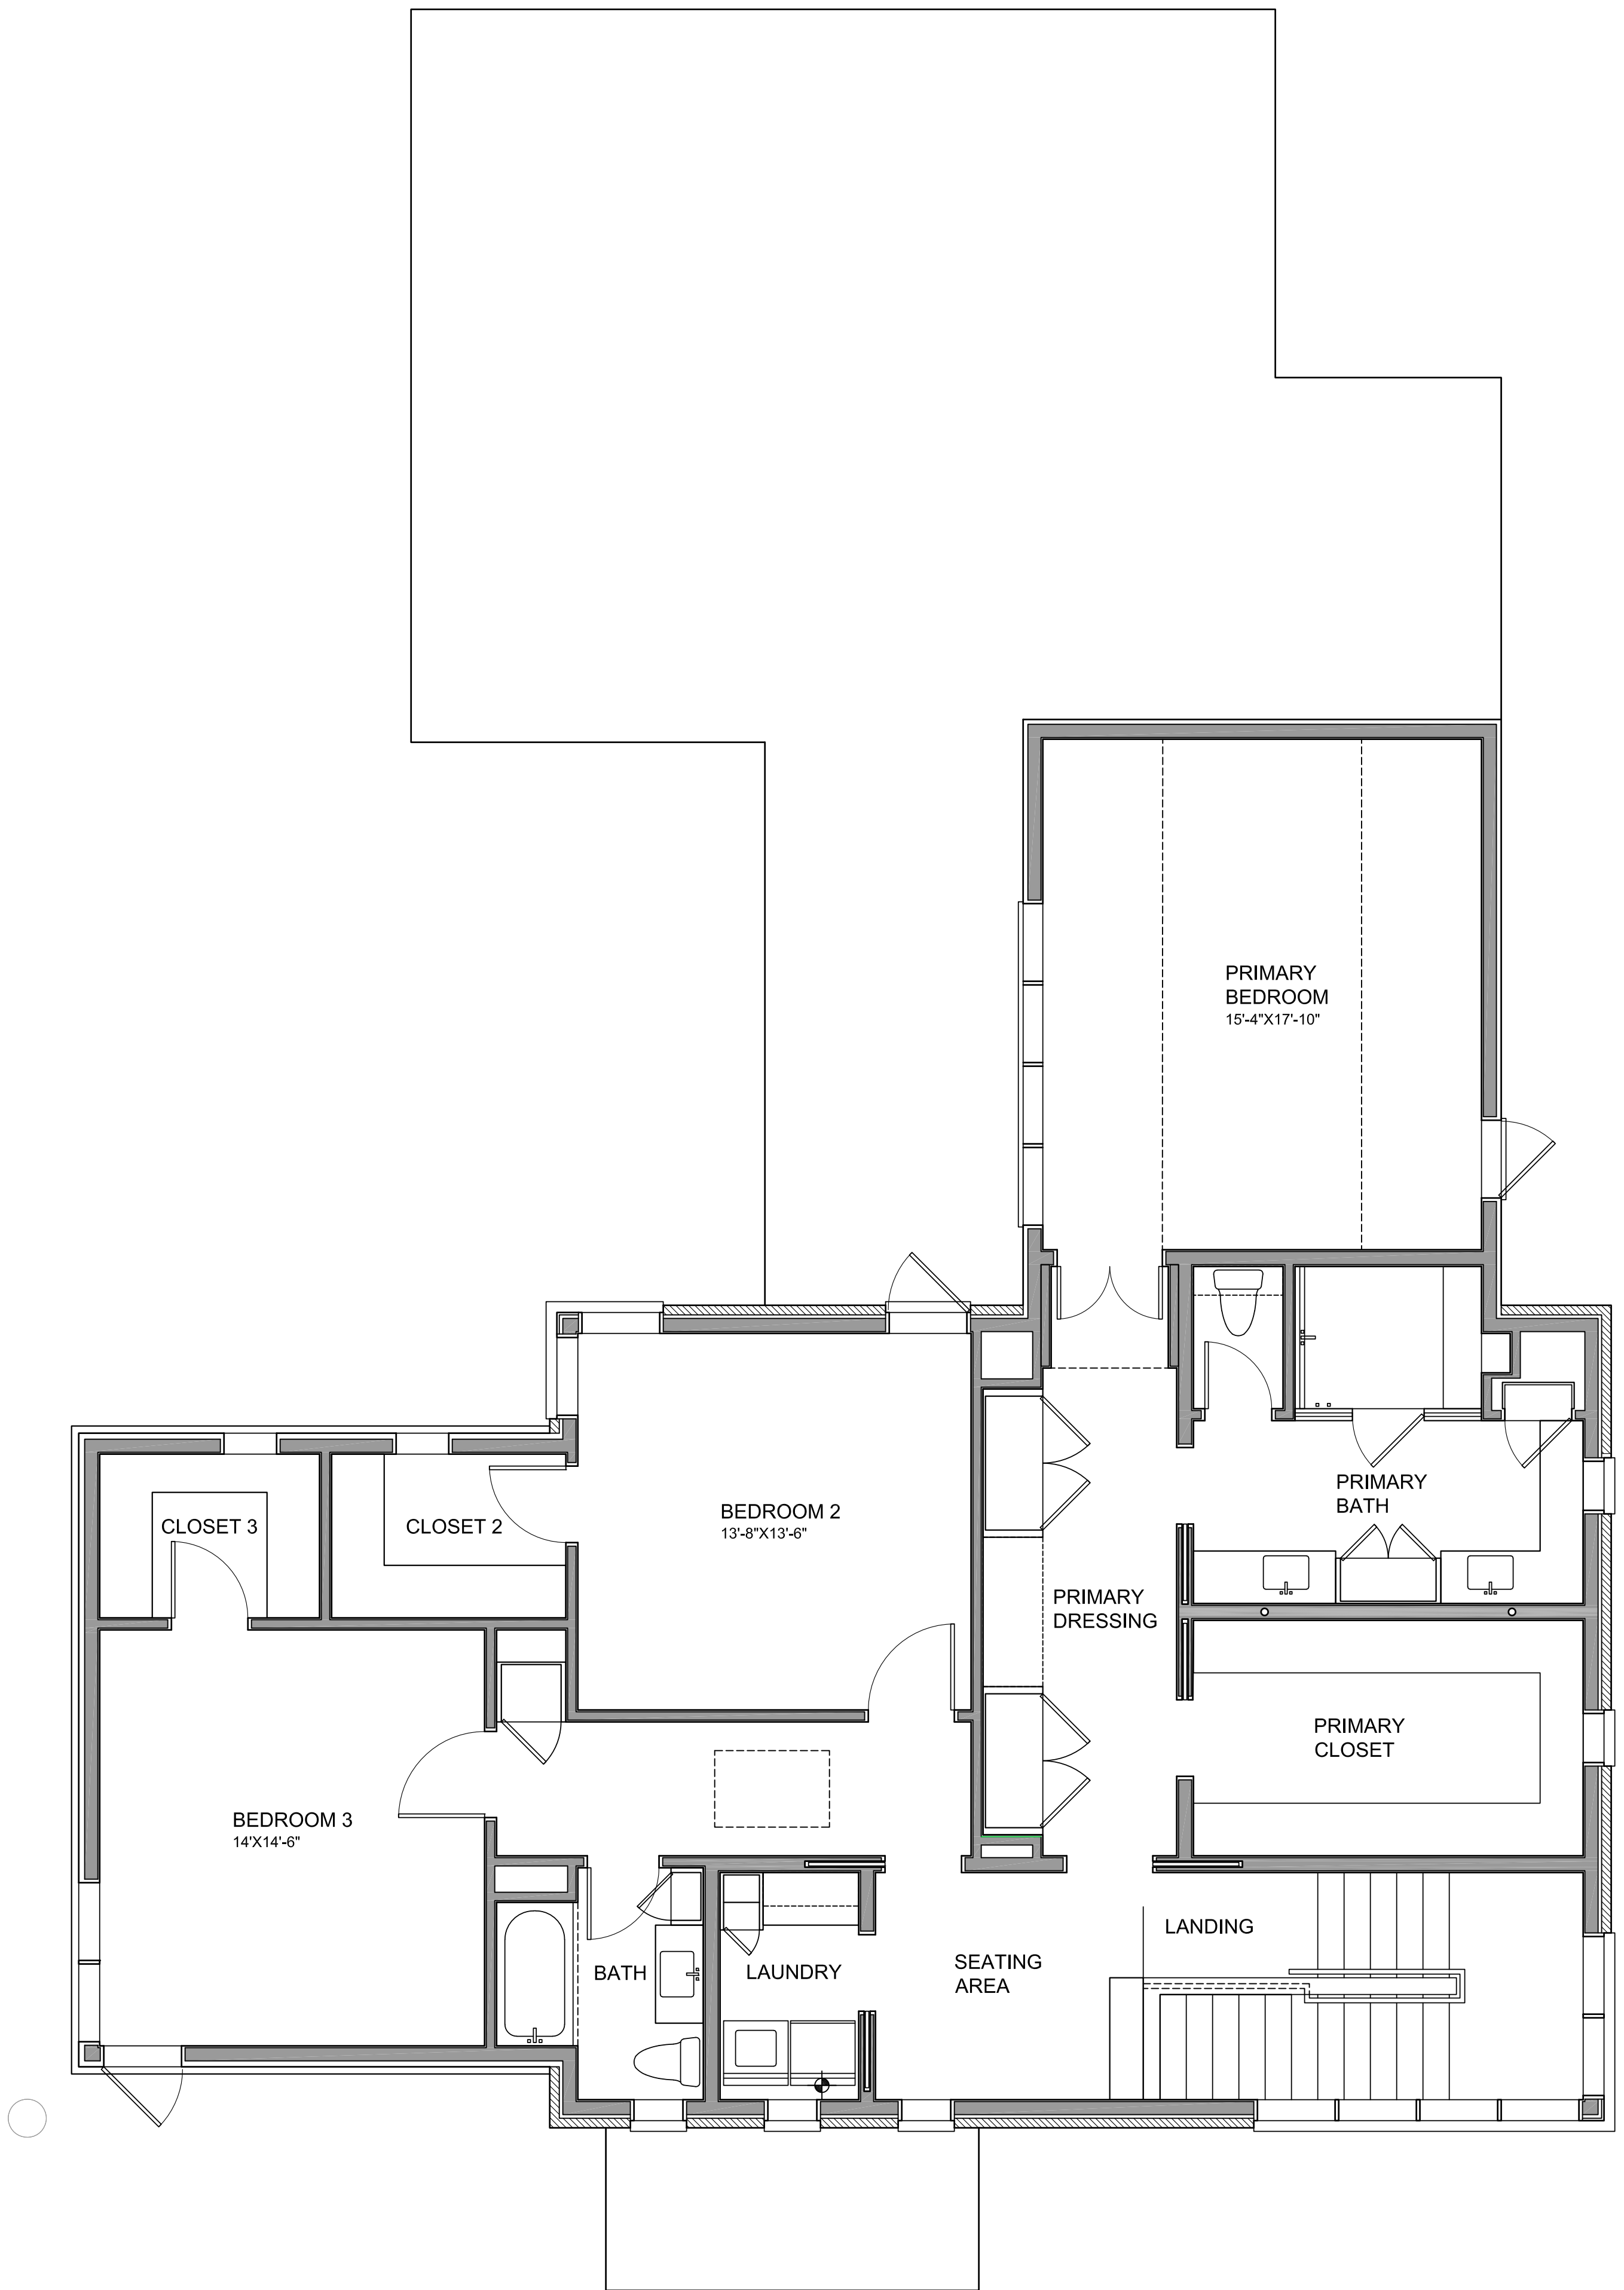 PRIMARY
BEDROOM
15'-4"X17'-10"
PRIMARY
BATH
BEDROOM 2
13'-8"X13'-6"
CLOSET 3
CLOSET 2
PRIMARY
DRESSING
PRIMARY
CLOSET
BEDROOM 3
14'X14'-6"
LANDING
SEATING
AREA
BATH
LAUNDRY